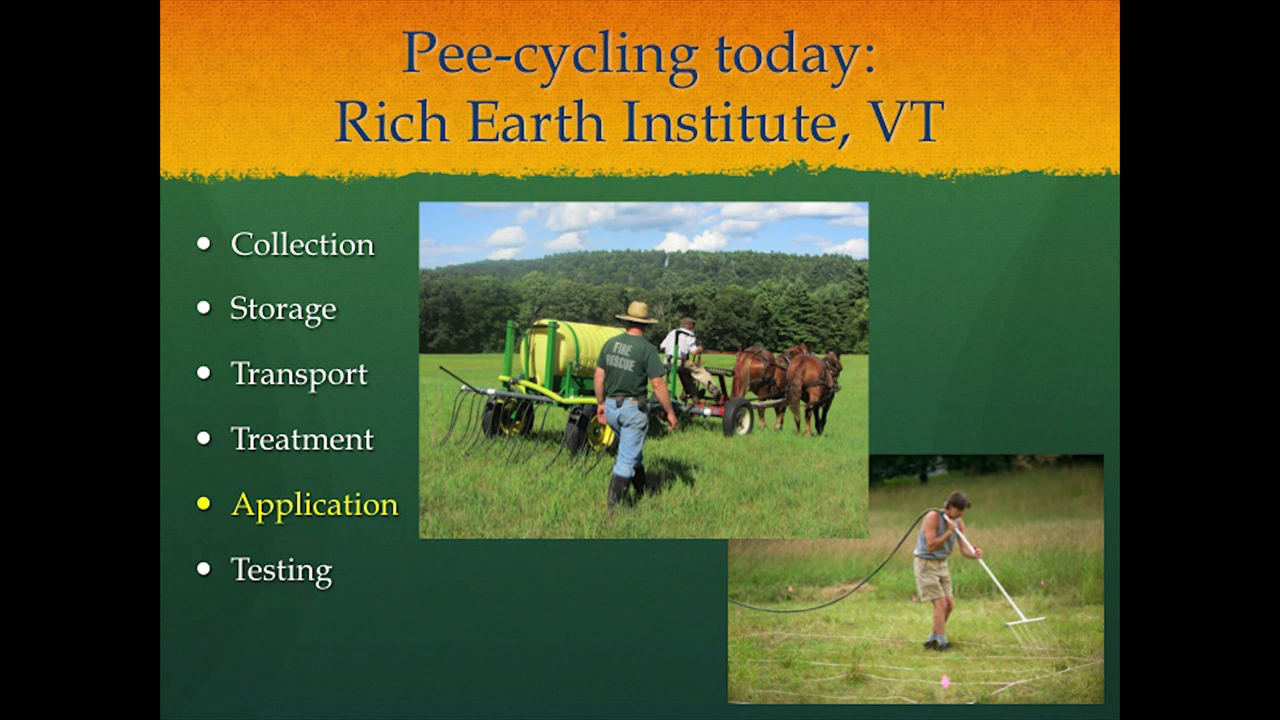 Pee-cycling today:
Rich Earth Institute, VT
• Collection
• Storage
• Transport
• Treatment
• Application
• Testing
FIRE
RESCUE